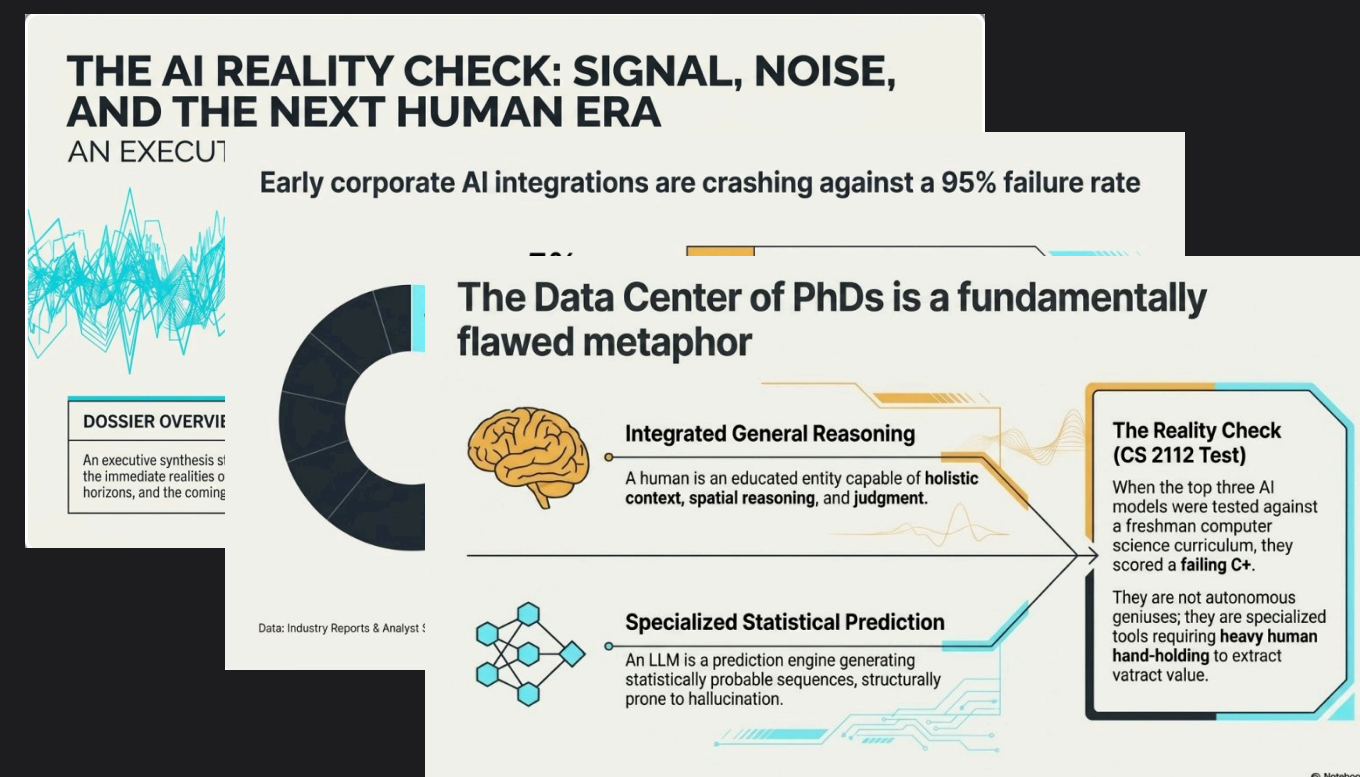 THE AI REALITY CHECK: SIGNAL, NOISE,
AND THE NEXT HUMAN ERA
AN EXECUT
DOSSIER OVERVIE
An executive synthesis st
the immediate realities o
horizons, and the coming
Early corporate AI integrations are crashing against a 95% failure rate
Data: Industry Reports & Analyst S
The Data Center of PhDs is a fundamentally
flawed metaphor
Integrated General Reasoning
A human is an educated entity capable of holistic
context, spatial reasoning, and judgment.
Specialized Statistical Prediction
An LLM is a prediction engine generating
statistically probable sequences, structurally
prone to hallucination.
The Reality Check
(CS 2112 Test)
When the top three AI
models were tested against
a freshman computer
science curriculum, they
scored a failing C+.
They are not autonomous
geniuses; they are specialized
tools requiring heavy human
hand-holding to extract
vatract value.